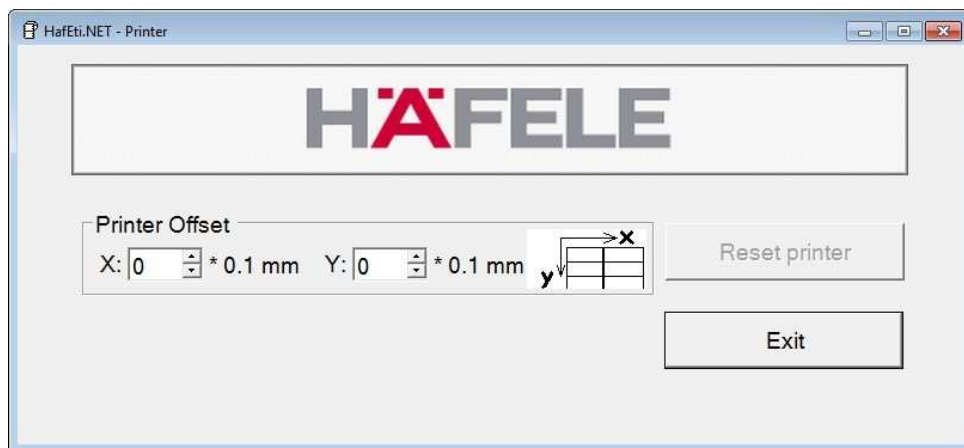 HafEti.NET - Printer
HÄFELE
Printer Offset
X: 0 * 0.1 mm Y: 0 * 0.1 mm
x
y
Reset printer
Exit